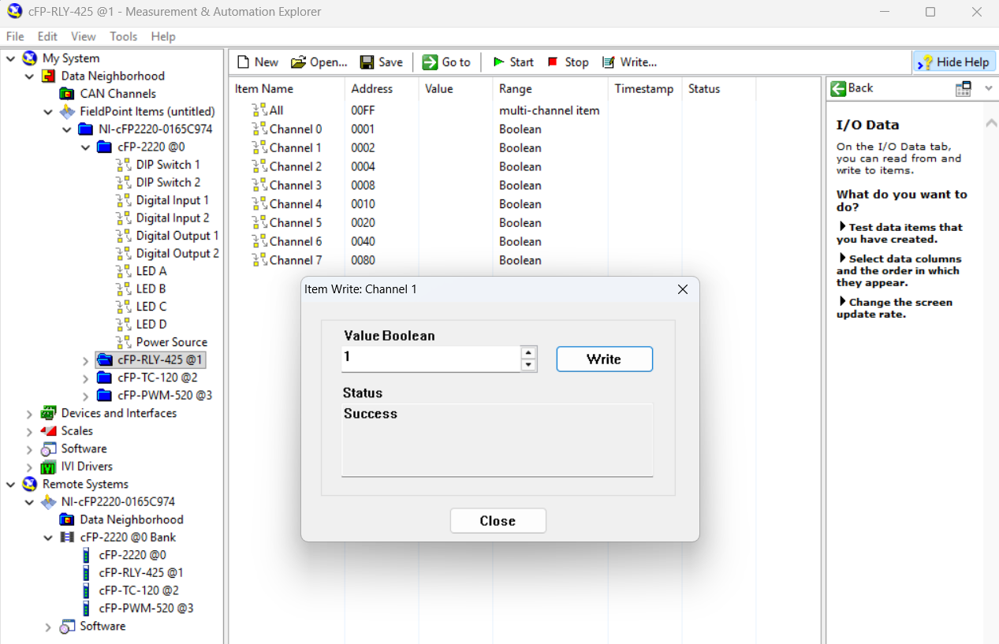 cFP-RLY-425 @1 - Measurement & Automation Explorer
File Edit View Tools Help
My System
Data Neighborhood
CAN Channels
FieldPoint Items (untitled)
NI-cFP2220-0165C974
cFP-2220 @0
DIP Switch 1
DIP Switch 2
Digital Input 1
Digital Input 2
Digital Output 1
Digital Output 2
LED A
LED B
LED C
LED D
Power Source
cFP-RLY-425 @1
cFP-TC-120 @2
cFP-PWM-520 @3
Devices and Interfaces
Scales
Software
IVI Drivers
Remote Systems
NI-cFP2220-0165C974
Data Neighborhood
cFP-2220 @0 Bank
cFP-2220 @0
cFP-RLY-425 @1
cFP-TC-120 @2
cFP-PWM-520 @3
Software
New Open... Save Go to Start Stop Write... Hide Help
Item Name Address Value Range Timestamp Status
All 00FF multi-channel item
Channel 0 0001 Boolean
Channel 1 0002 Boolean
Channel 2 0004 Boolean
Channel 3 0008 Boolean
Channel 4 0010 Boolean
Channel 5 0020 Boolean
Channel 6 0040 Boolean
Channel 7 0080 Boolean
Item Write: Channel 1
Value Boolean
1
Write
Status
Success
Close
Back
I/O Data
On the I/O Data tab,
you can read from and
write to items.
What do you want to
do?
Test data items that
you have created.
Select data columns
and the order in which
they appear.
Change the screen
update rate.